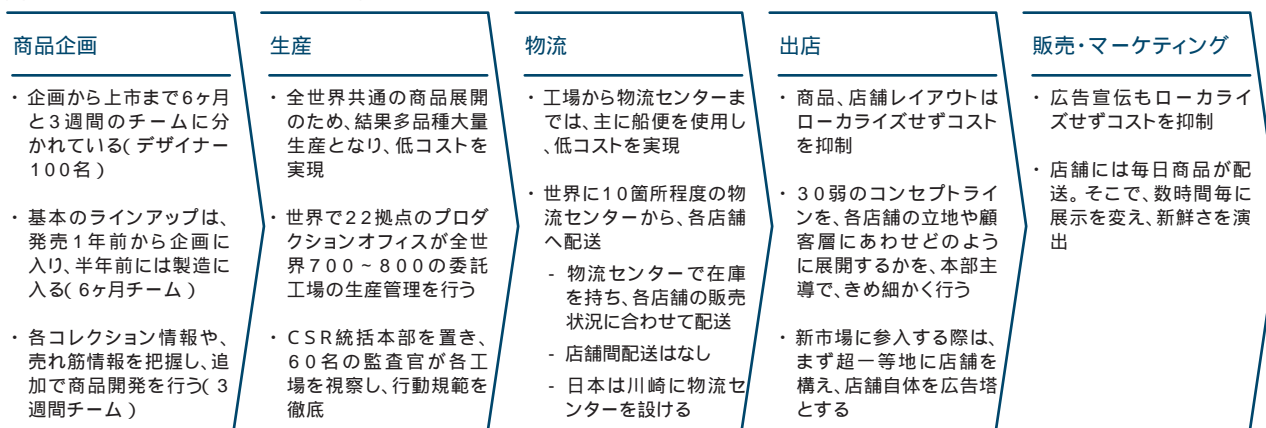 商品企画
・ 企画から上市まで6ヶ月
と3週間のチームに分
かれている(デザイナー
100名)
・ 基本のラインアップは、
発売1年前から企画に
入り、半年前には製造に
入る(6ヶ月チーム)
・ 各コレクション情報や、
売れ筋情報を把握し、追
加で商品開発を行う(3
週間チーム)
生産
・ 全世界共通の商品展開
のため、結果多品種大量
生産となり、低コストを
実現
・ 世界で22拠点のプロダ
クションオフィスが全世
界700~800の委託
工場の生産管理を行う
・ CSR統括本部を置き、
60名の監査官が各工
場を視察し、行動規範を
徹底
物流
・ 工場から物流センターま
では、主に船便を使用し
、低コストを実現
・ 世界に10箇所程度の物
流センターから、各店舗
へ配送
- 物流センターで在庫
を持ち、各店舗の販売
状況に合わせて配送
- 店舗間配送はなし
- 日本は川崎に物流セ
ンターを設ける
出店
・ 商品、店舗レイアウトは
ローカライズせずコスト
を抑制
・ 30弱のコンセプトライ
ンを、各店舗の立地や顧
客層にあわせどのよう
に展開するかを、本部主
導で、きめ細かく行う
・ 新市場に参入する際は、
まず超一等地に店舗を
構え、店舗自体を広告塔
とする
販売・マーケティング
・ 広告宣伝もローカライ
ズせずコストを抑制
・ 店舗には毎日商品が配
送。そこで、数時間毎に
展示を変え、新鮮さを演
出